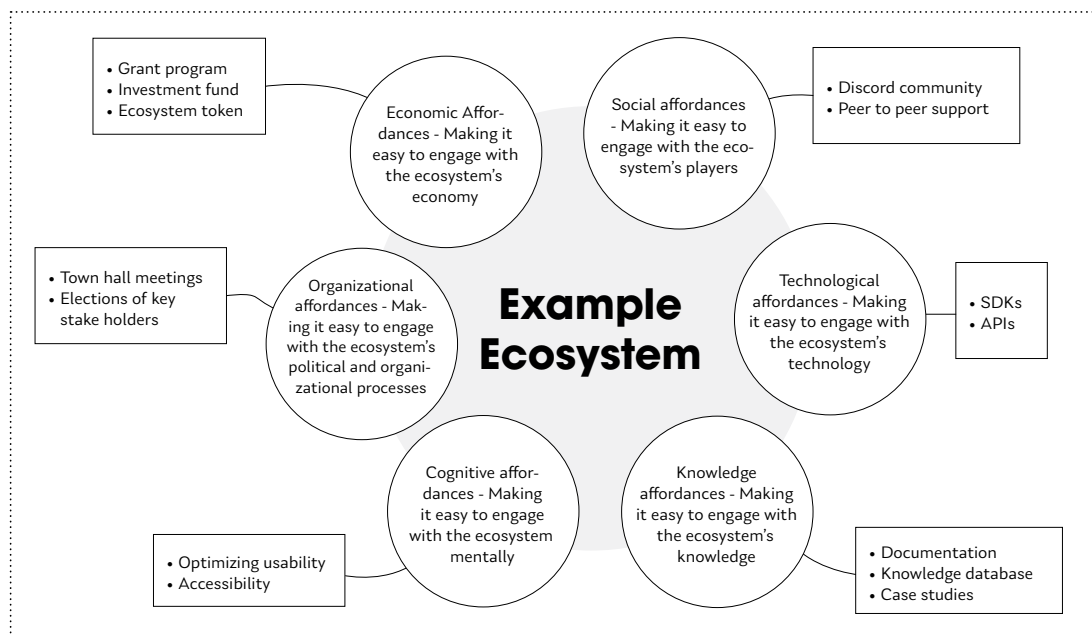 • Grant program
• Investment fund
• Ecosystem token
Economic Affor-
dances - Making it
easy to engage with
the ecosystem's
economy
Social affordances
- Making it easy to
engage with the eco-
system's players
• Discord community
• Peer to peer support
• Town hall meetings
• Elections of key
stake holders
Organizational
affordances - Mak-
ing it easy to engage
with the ecosystem's
political and organi-
zational processes
Example
Ecosystem
Technological
affordances - Making
it easy to engage with
the ecosystem's
technology
• SDKs
• APIs
• Optimizing usability
• Accessibility
Cognitive affor-
dances - Making
it easy to engage
with the ecosystem
mentally
Knowledge
affordances - Making
it easy to engage with
the ecosystem's
knowledge
• Documentation
• Knowledge database
• Case studies